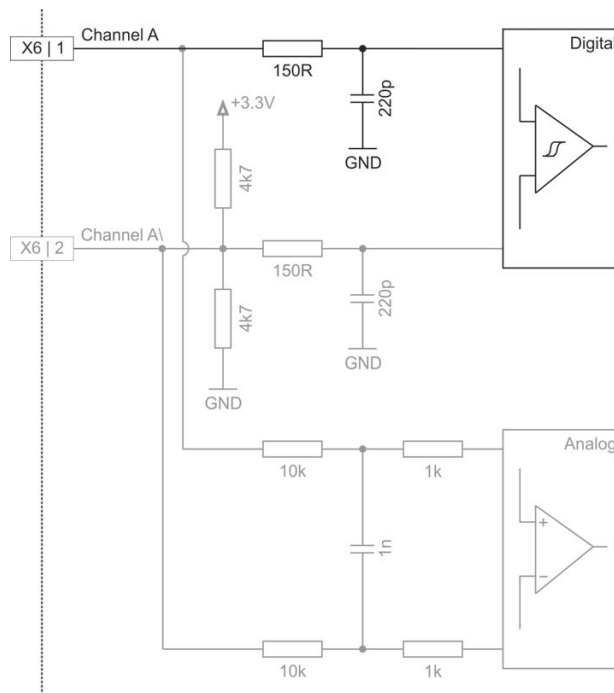 X6 | 1
Channel A
150R
Digital
220p
GND
+3.3V
4k7
X6 | 2
Channel A\
150R
220p
4k7
GND
GND
Analog
10k
1k
1n
+
−
10k
1k